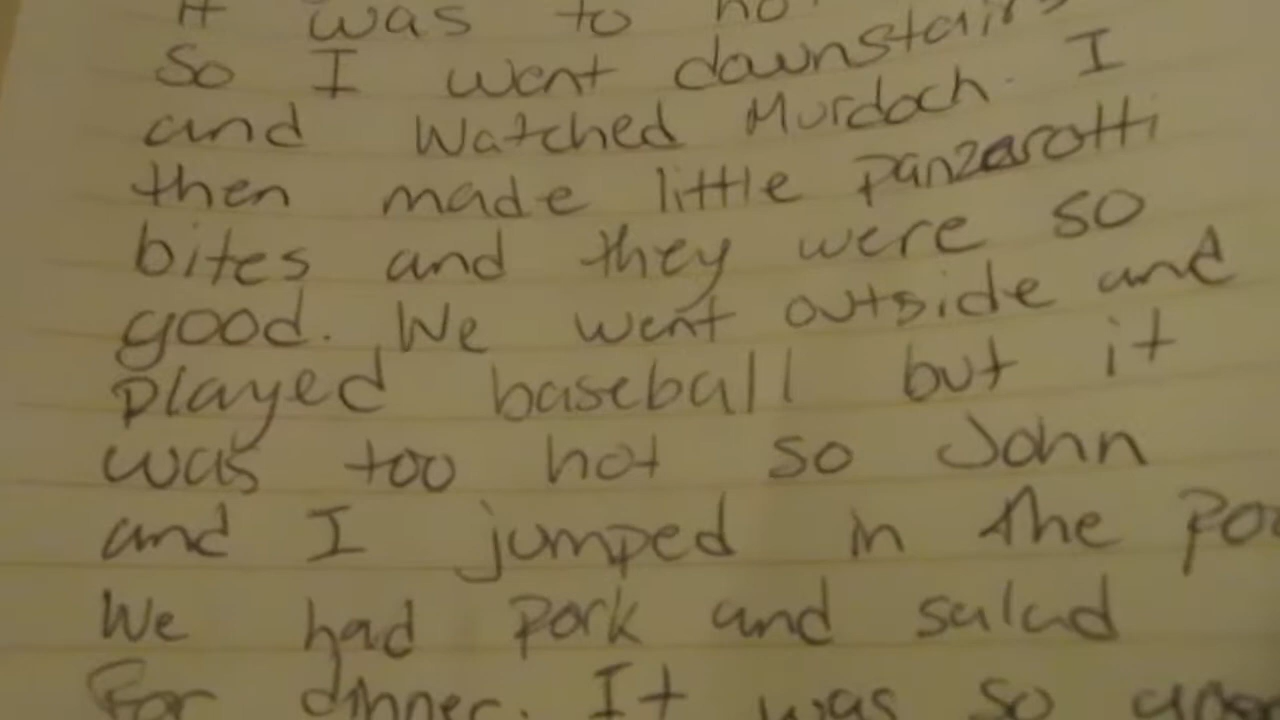 It was to
So I went downstairs
and Watched Murdoch. I
then made little panzarotti
bites and they were so
good. We went outside and
played baseball but it
was too hot so John
and I jumped in the
We had pork and salad
For dinner. It was so